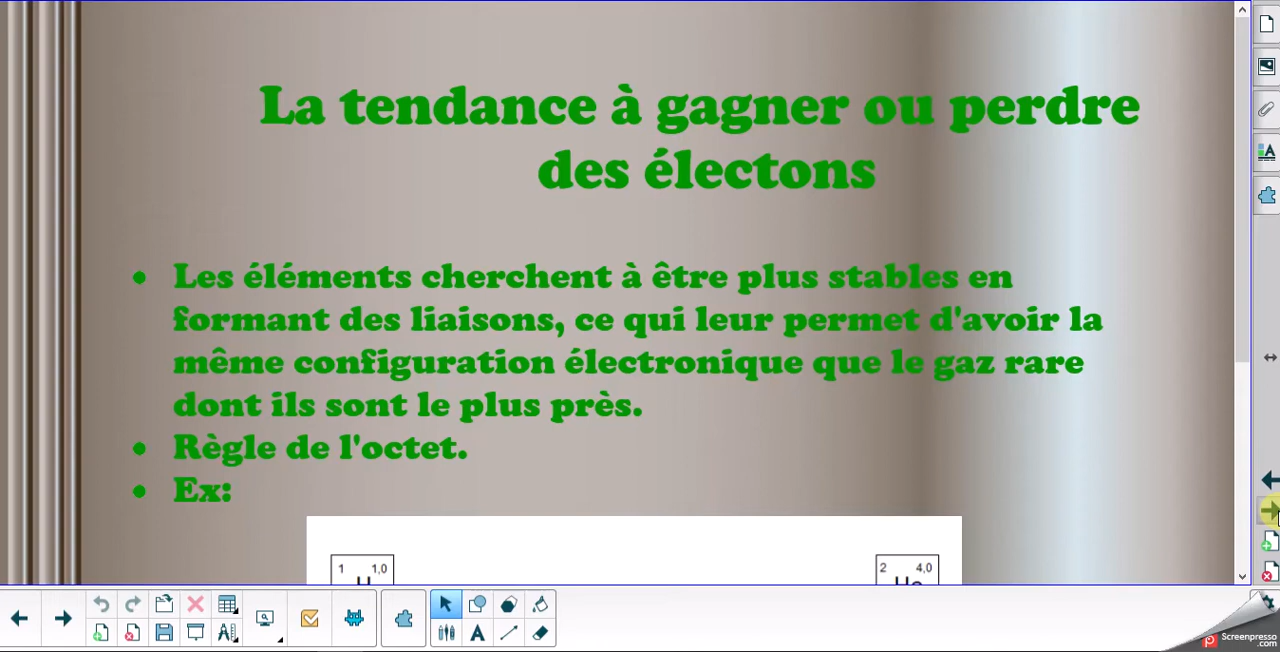 La tendance à gagner ou perdre
des électons
Les éléments cherchent à être plus stables en
formant des liaisons, ce qui leur permet d'avoir la
même configuration électronique que le gaz rare
dont ils sont le plus près.
Règle de l'octet.
Ex:
1 1,0
2 4,0
Screenpresso
.com